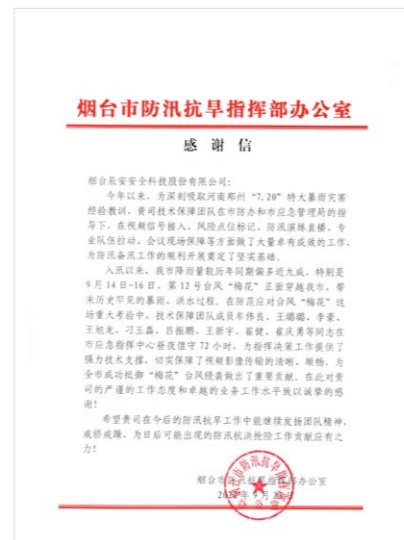 烟台市防汛抗旱指挥部办公室
感谢信
烟台辰安安全科技股份有限公司:
今年以来,为深刻吸取河南郑州“7.20”特大暴雨灾害
经验教训,贵司技术保障团队在市防办和市应急管理局的指
导下,在视频信号接入、风险点位标记、防汛演练直播、专
业队伍拉动、会议现场保障等方面做了大量卓有成效的工作,
为防汛备汛工作的顺利开展奠定了坚实基础。
入汛以来,我市降雨量较历年同期偏多近九成,特别是
9月14日-16日,第12号台风“梅花”正面穿越我市,带
来历史罕见的暴雨、洪水过程,在防范应对台风“梅花”这
场重大考验中,技术保障团队成员车伟良、王璐璐、李豪、
王旭龙、刁玉磊、吕振鹏、王新宇、崔健、崔庆勇等同志在
市应急指挥中心昼夜值守72小时,为指挥决策工作提供了
强力技术支撑,切实保障了视频影像传输的清晰、顺畅,为
全市成功抵御“梅花”台风侵袭做出了重要贡献。在此对贵
司的严谨的工作态度和卓越的业务工作水平致以诚挚的感
谢!
希望贵司在今后的防汛抗旱工作中能继续发扬团队精神,
戒骄戒躁,为日后可能出现的防汛抗洪抢险工作贡献应有之
力!
烟台市防汛抗旱指挥部办公室